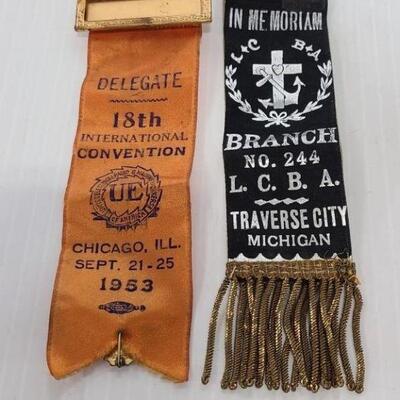 DELEGATE
18th
INTERNATIONAL
CONVENTION
UE
CHICAGO, ILL.
SEPT. 21-25
1953
IN MEMORIAM
L C B A
BRANCH
NO. 244
L. C. B. A.
TRAVERSE CITY
MICHIGAN